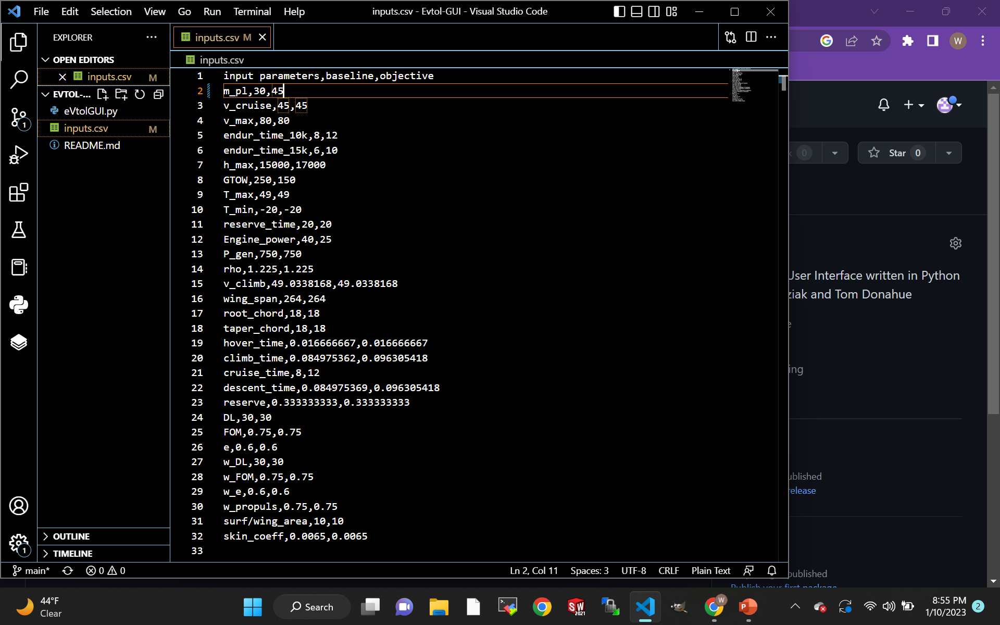 File Edit Selection View Go Run Terminal Help
inputs.csv - Evtol-GUI - Visual Studio Code
EXPLORER
OPEN EDITORS
inputs.csv M
EVTOL-...
eVtolGUI.py
inputs.csv M
README.md
OUTLINE
TIMELINE
1
1
inputs.csv M
inputs.csv
1 input parameters,baseline,objective
2 m_pl,30,45
3 v_cruise,45,45
4 v_max,80,80
5 endur_time_10k,8,12
6 endur_time_15k,6,10
7 h_max,15000,17000
8 GTOW,250,150
9 T_max,49,49
10 T_min,-20,-20
11 reserve_time,20,20
12 Engine_power,40,25
13 P_gen,750,750
14 rho,1.225,1.225
15 v_climb,49.0338168,49.0338168
16 wing_span,264,264
17 root_chord,18,18
18 taper_chord,18,18
19 hover_time,0.016666667,0.016666667
20 climb_time,0.084975362,0.096305418
21 cruise_time,8,12
22 descent_time,0.084975369,0.096305418
23 reserve,0.333333333,0.333333333
24 DL,30,30
25 FOM,0.75,0.75
26 e,0.6,0.6
27 w_DL,30,30
28 w_FOM,0.75,0.75
29 w_e,0.6,0.6
30 w_propuls,0.75,0.75
31 surf/wing_area,10,10
32 skin_coeff,0.0065,0.0065
33
main* 0 0
Ln 2, Col 11 Spaces: 3 UTF-8 CRLF Plain Text
W
0 Star 0
User Interface written in Python
ziak and Tom Donahue
ing
ublished
release
published
Publish your first package
44°F
Clear
Search
SW
2021
W
P
8:55 PM
1/10/2023
2